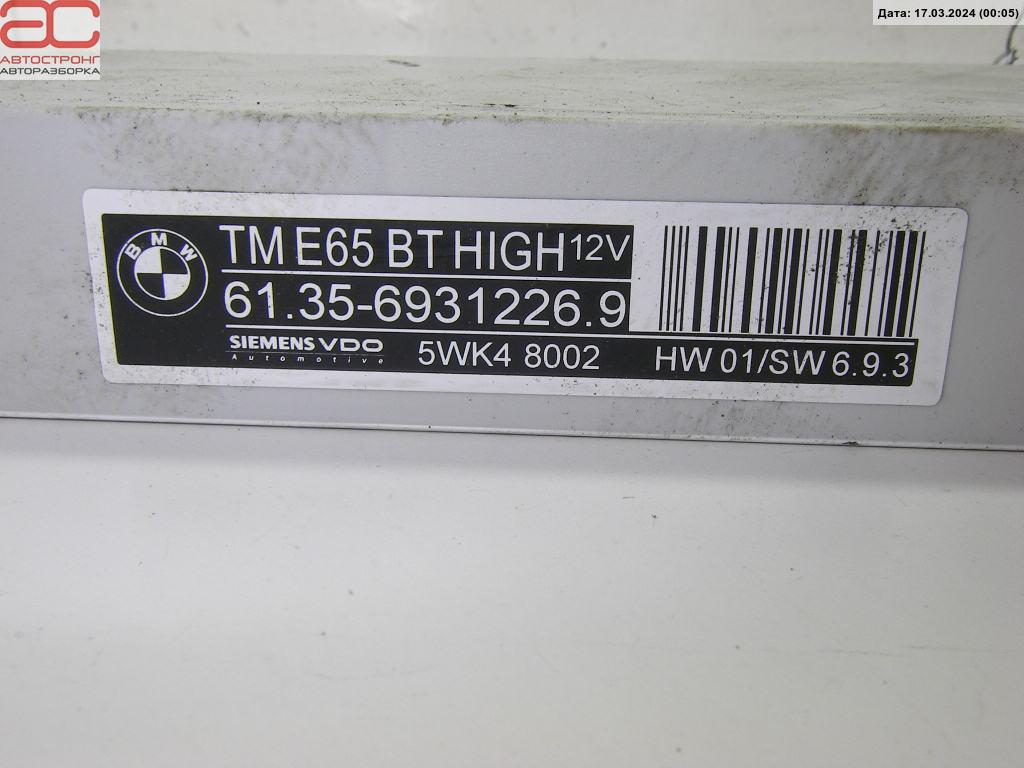 АС
АВТОСТРОНГ
АВТОРАЗБОРКА
Дата: 17.03.2024 (00:05)
BMW
TM E65 BT HIGH 12V
61.35-6931226.9
SIEMENS VDO
Automotive
5WK4 8002
HW 01/SW 6.9.3